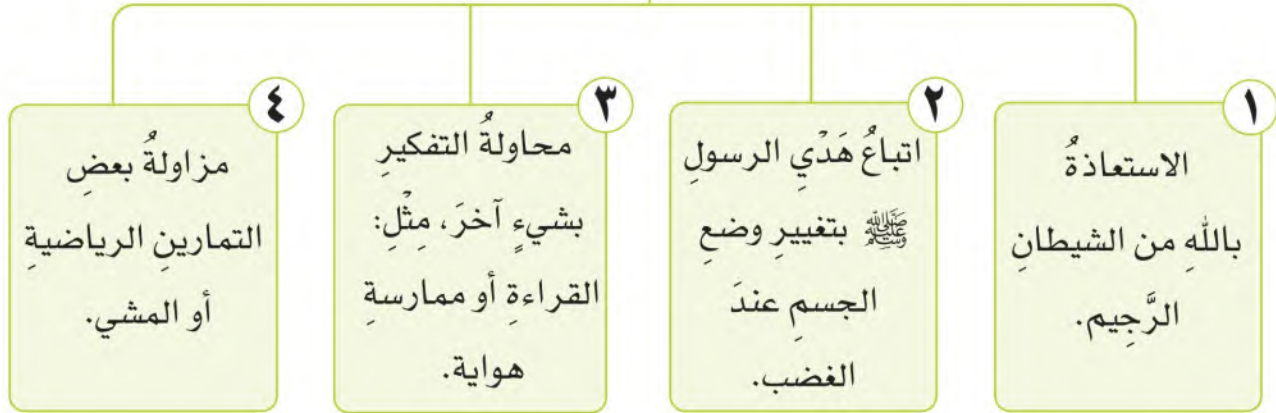 ١
الاستعاذةُ
باللهِ من الشيطانِ
الرَّجِيم.
٢
اتباعُ هَدْيِ الرسولِ
ﷺ بتغييرِ وضعِ
الجسمِ عندَ
الغضب.
٣
محاولةُ التفكيرِ
بشيءٍ آخرَ، مِثْلِ:
القراءةِ أو ممارسةِ
هواية.
٤
مزاولةُ بعضِ
التمارينِ الرياضيةِ
أو المشي.